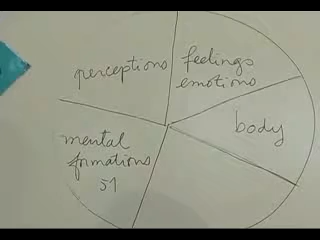 perceptions
feelings
emotions
body
mental
formations
51